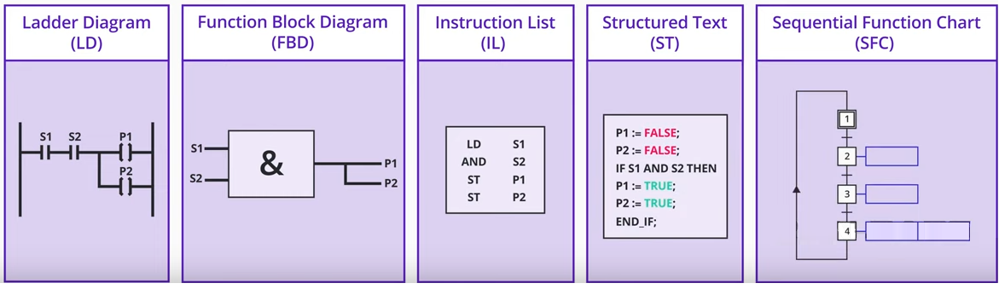 Ladder Diagram
(LD)
S1 S2 P1
P2
Function Block Diagram
(FBD)
S1
S2
&
P1
P2
Instruction List
(IL)
LD S1
AND S2
ST P1
ST P2
Structured Text
(ST)
P1 := FALSE;
P2 := FALSE;
IF S1 AND S2 THEN
P1 := TRUE;
P2 := TRUE;
END_IF;
Sequential Function Chart
(SFC)
1
2
3
4